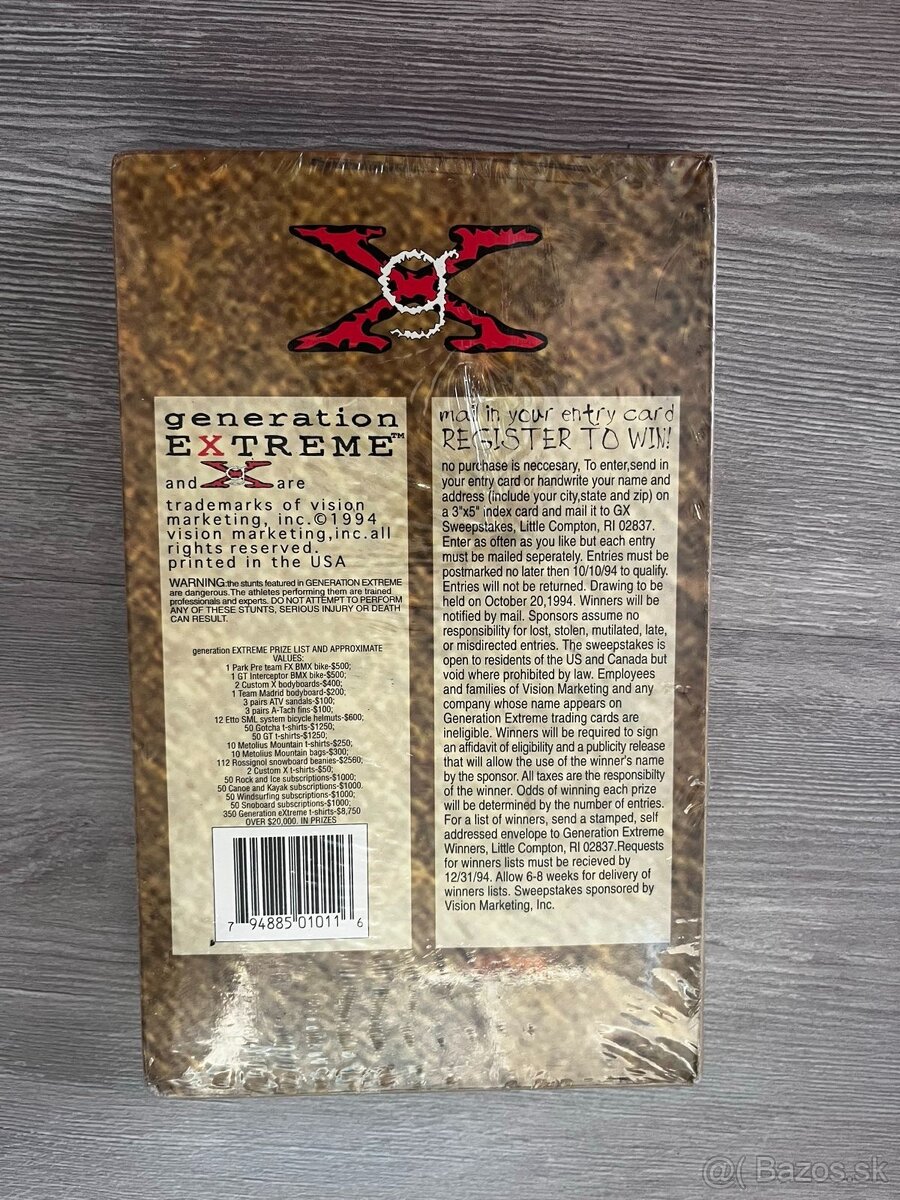 g
generation
EXTREME™
and Xg are
trademarks of vision
marketing, inc.©1994
vision marketing,inc.all
rights reserved.
printed in the USA
WARNING:the stunts featured in GENERATION EXTREME
are dangerous.The athletes performing them are trained
professionals and experts. DO NOT ATTEMPT TO PERFORM
ANY OF THESE STUNTS, SERIOUS INJURY OR DEATH
CAN RESULT.
generation EXTREME PRIZE LIST AND APPROXIMATE
VALUES:
1 Park Pre team FX BMX bike-$500;
1 GT Interceptor BMX bike-$500;
2 Custom X bodyboards-$400;
1 Team Madrid bodyboard-$200;
3 pairs ATV sandals-$100;
3 pairs A-Tach fins-$100;
12 Etto SML system bicycle helmuts-$600;
50 Gotcha t-shirts-$1250;
50 GT t-shirts-$1250;
10 Metolius Mountain t-shirts-$250;
10 Metolius Mountain bags-$300;
112 Rossignol snowboard beanies-$2560;
2 Custom X t-shirts-$50;
50 Rock and Ice subscriptions-$1000;
50 Canoe and Kayak subscriptions-$1000.
50 Windsurfing subscriptions-$1000;
50 Snoboard subscriptions-$1000;
350 Generation eXtreme t-shirts-$8,750
OVER $20,000. IN PRIZES
7 94885 01011 6
mail in your entry card
REGISTER TO WIN!
no purchase is neccesary, To enter,send in
your entry card or handwrite your name and
address (include your city,state and zip) on
a 3"x5" index card and mail it to GX
Sweepstakes, Little Compton, RI 02837.
Enter as often as you like but each entry
must be mailed seperately. Entries must be
postmarked no later then 10/10/94 to qualify.
Entries will not be returned. Drawing to be
held on October 20,1994. Winners will be
notified by mail. Sponsors assume no
responsibility for lost, stolen, mutilated, late,
or misdirected entries. The sweepstakes is
open to residents of the US and Canada but
void where prohibited by law. Employees
and families of Vision Marketing and any
company whose name appears on
Generation Extreme trading cards are
ineligible. Winners will be required to sign
an affidavit of eligibility and a publicity release
that will allow the use of the winner's name
by the sponsor. All taxes are the responsibilty
of the winner. Odds of winning each prize
will be determined by the number of entries.
For a list of winners, send a stamped, self
addressed envelope to Generation Extreme
Winners, Little Compton, RI 02837.Requests
for winners lists must be recieved by
12/31/94. Allow 6-8 weeks for delivery of
winners lists. Sweepstakes sponsored by
Vision Marketing, Inc.
@( Bazos.sk